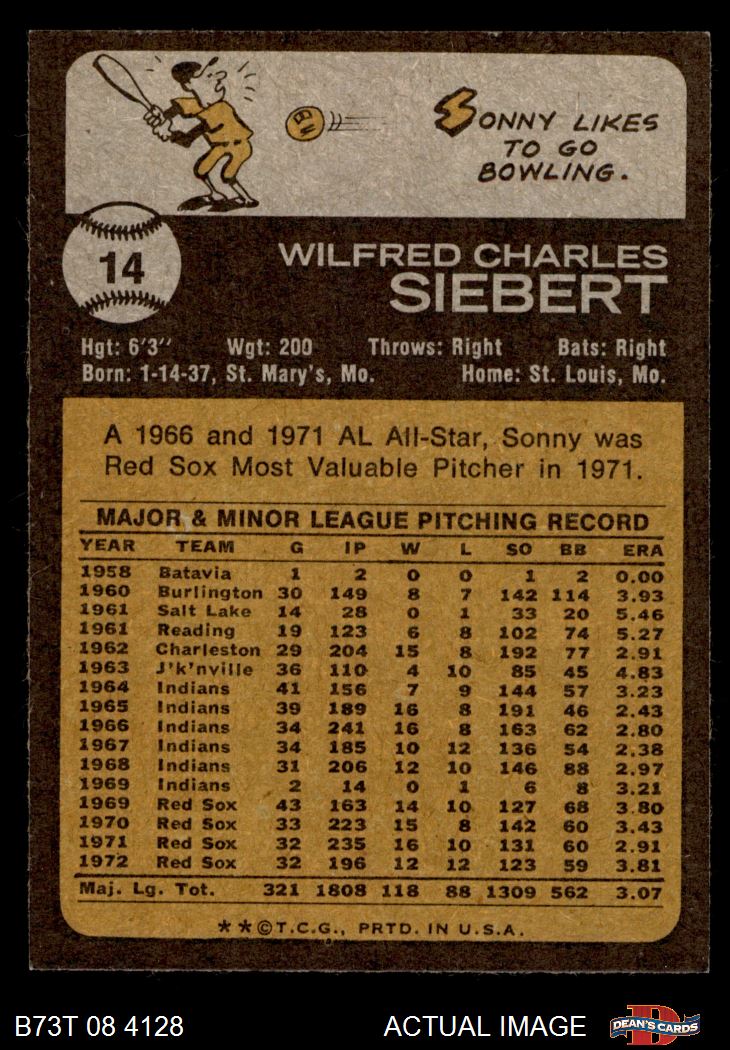 SONNY LIKES
TO GO
BOWLING.
14
WILFRED CHARLES
SIEBERT
Hgt: 6'3" Wgt: 200 Throws: Right Bats: Right
Born: 1-14-37, St. Mary's, Mo. Home: St. Louis, Mo.
A 1966 and 1971 AL All-Star, Sonny was
Red Sox Most Valuable Pitcher in 1971.
MAJOR & MINOR LEAGUE PITCHING RECORD
YEAR TEAM G IP W L SO BB ERA
1958 Batavia 1 2 0 0 1 2 0.00
1960 Burlington 30 149 8 7 142 114 3.93
1961 Salt Lake 14 28 0 1 33 20 5.46
1961 Reading 19 123 6 8 102 74 5.27
1962 Charleston 29 204 15 8 192 77 2.91
1963 J'k'nville 36 110 4 10 85 45 4.83
1964 Indians 41 156 7 9 144 57 3.23
1965 Indians 39 189 16 8 191 46 2.43
1966 Indians 34 241 16 8 163 62 2.80
1967 Indians 34 185 10 12 136 54 2.38
1968 Indians 31 206 12 10 146 88 2.97
1969 Indians 2 14 0 1 6 8 3.21
1969 Red Sox 43 163 14 10 127 68 3.80
1970 Red Sox 33 223 15 8 142 60 3.43
1971 Red Sox 32 235 16 10 131 60 2.91
1972 Red Sox 32 196 12 12 123 59 3.81
Maj. Lg. Tot. 321 1808 118 88 1309 562 3.07
**©T.C.G., PRTD. IN U.S.A.
B73T 08 4128 ACTUAL IMAGE DEAN'S CARDS